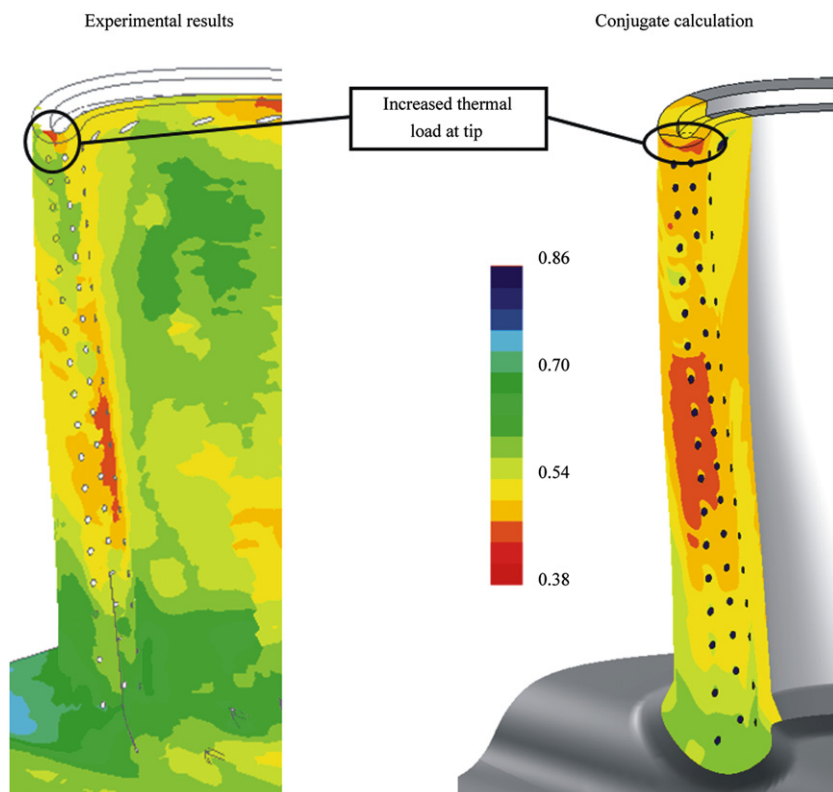 Experimental results
Conjugate calculation
Increased thermal
load at tip
0.86
0.70
0.54
0.38